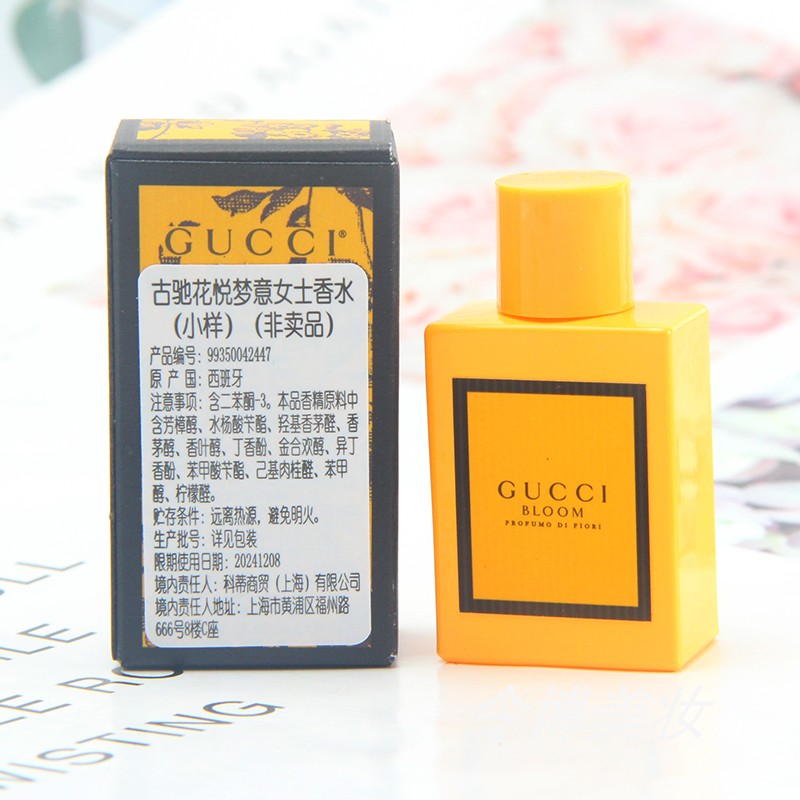 GUCCI®
古驰花悦梦意女士香水
（小样）（非卖品）
产品编号：99350042447
原 产 国：西班牙
注意事项：含二苯酮-3。本品香精原料中
含芳樟醇、水杨酸苄酯、羟基香茅醛、香
茅醇、香叶醇、丁香酚、金合欢醇、异丁
香酚、苯甲酸苄酯、己基肉桂醛、苯甲
醇、柠檬醛。
贮存条件：远离热源，避免明火。
生产批号：详见包装
限期使用日期：20241208
境内责任人：科蒂商贸（上海）有限公司
境内责任人地址：上海市黄浦区福州路
666号8楼C座
GUCCI
BLOOM
PROFUMO DI FIORI